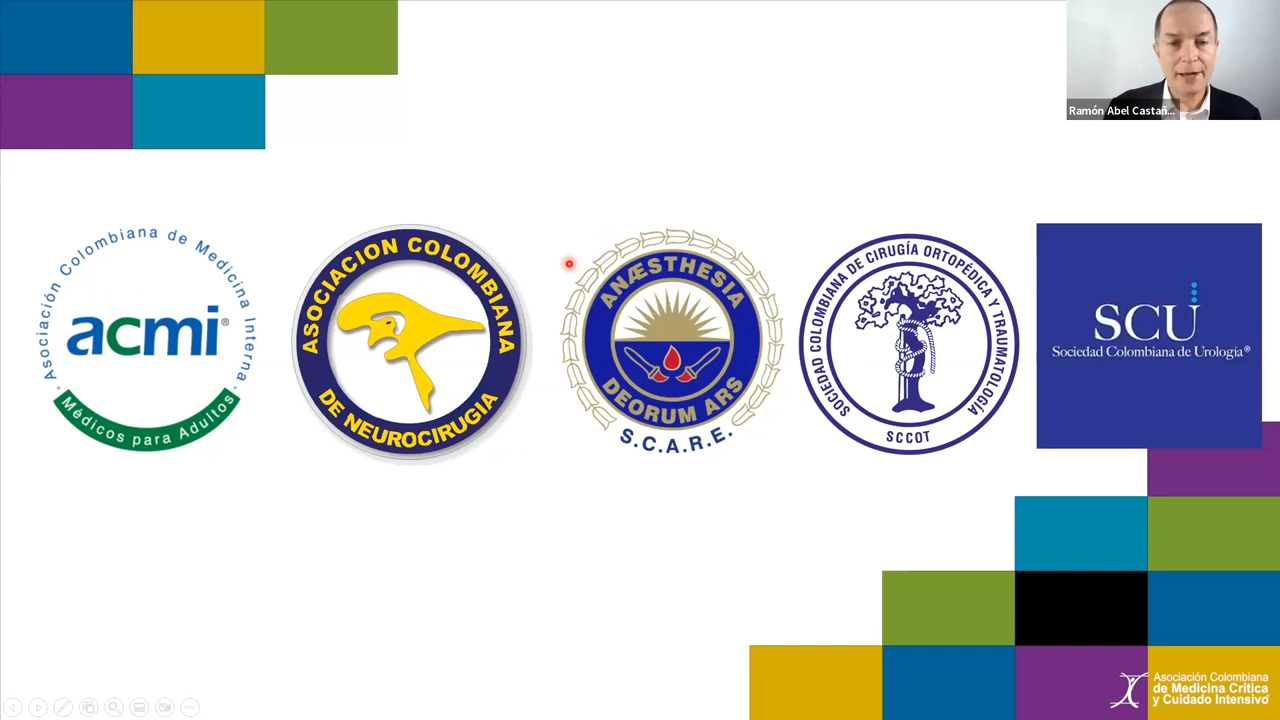 Ramón Abel Castañ...
Asociación Colombiana de Medicina Interna
acmi®
Médicos para Adultos
ASOCIACION COLOMBIANA
DE NEUROCIRUGIA
ANÆSTHESIA
DEORUM ARS
S.C.A.R.E.
SOCIEDAD COLOMBIANA DE CIRUGÍA ORTOPÉDICA Y TRAUMATOLOGÍA
SCCOT
SCU
Sociedad Colombiana de Urología®
Asociación Colombiana
de Medicina Crítica
y Cuidado Intensivo